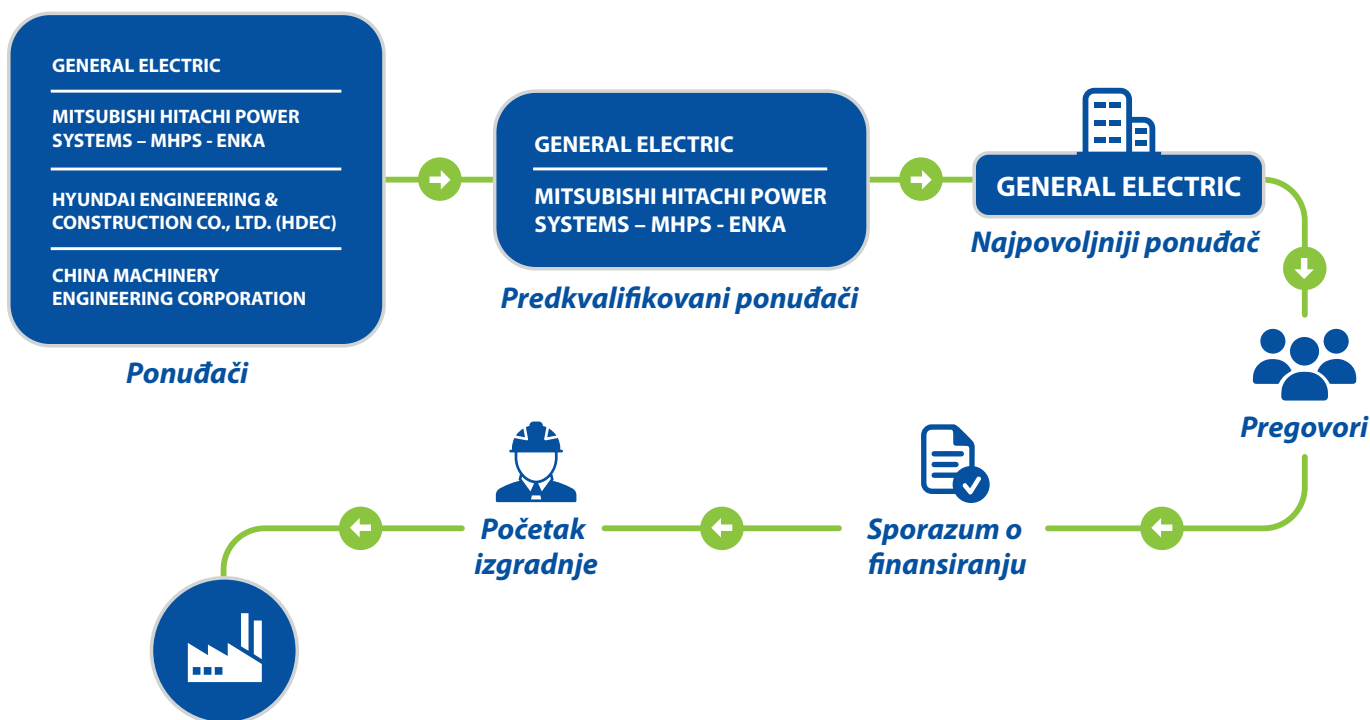 GENERAL ELECTRIC
MITSUBISHI HITACHI POWER
SYSTEMS – MHPS - ENKA
HYUNDAI ENGINEERING &
CONSTRUCTION CO., LTD. (HDEC)
CHINA MACHINERY
ENGINEERING CORPORATION
Ponuđači
GENERAL ELECTRIC
MITSUBISHI HITACHI POWER
SYSTEMS – MHPS - ENKA
Predkvalifikovani ponuđači
GENERAL ELECTRIC
Najpovoljniji ponuđač
Pregovori
Sporazum o
finansiranju
Početak
izgradnje